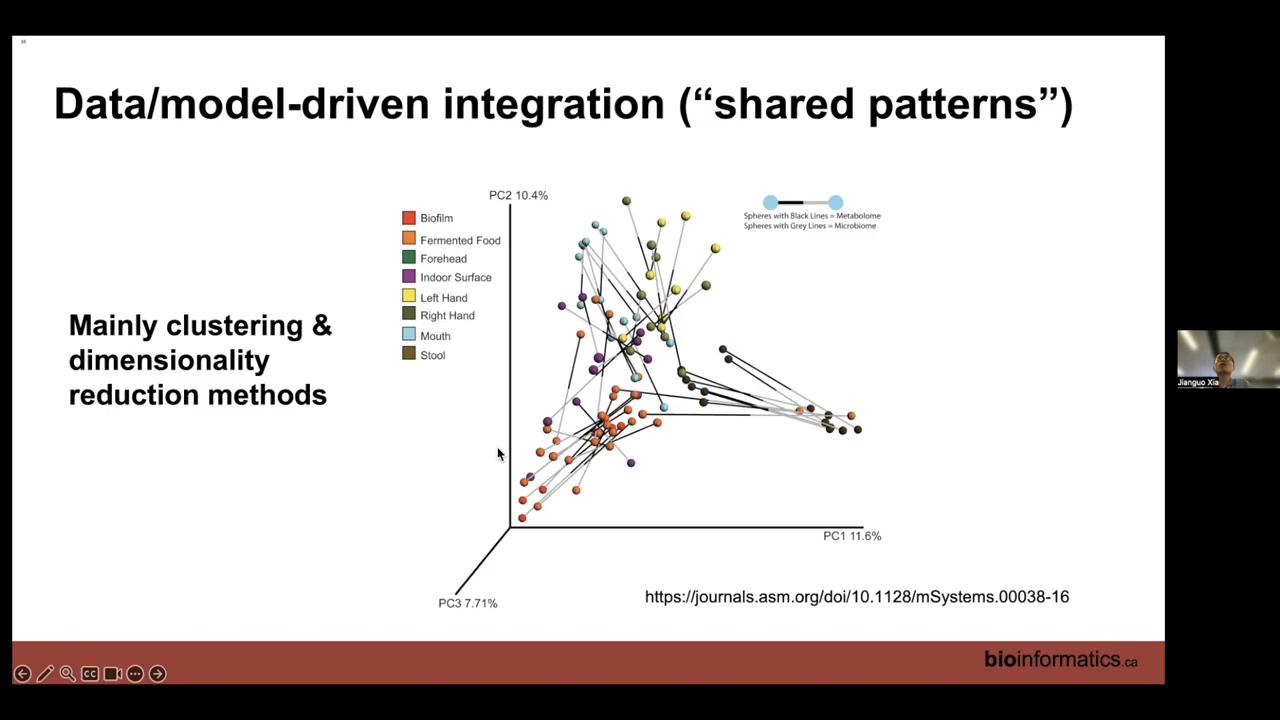 Data/model-driven integration (“shared patterns”)
Mainly clustering &
dimensionality
reduction methods
PC2 10.4%
Biofilm
Fermented Food
Forehead
Indoor Surface
Left Hand
Right Hand
Mouth
Stool
Spheres with Black Lines = Metabolome
Spheres with Grey Lines = Microbiome
PC1 11.6%
PC3 7.71%
https://journals.asm.org/doi/10.1128/mSystems.00038-16
bioinformatics.ca
CC
Jianguo Xia